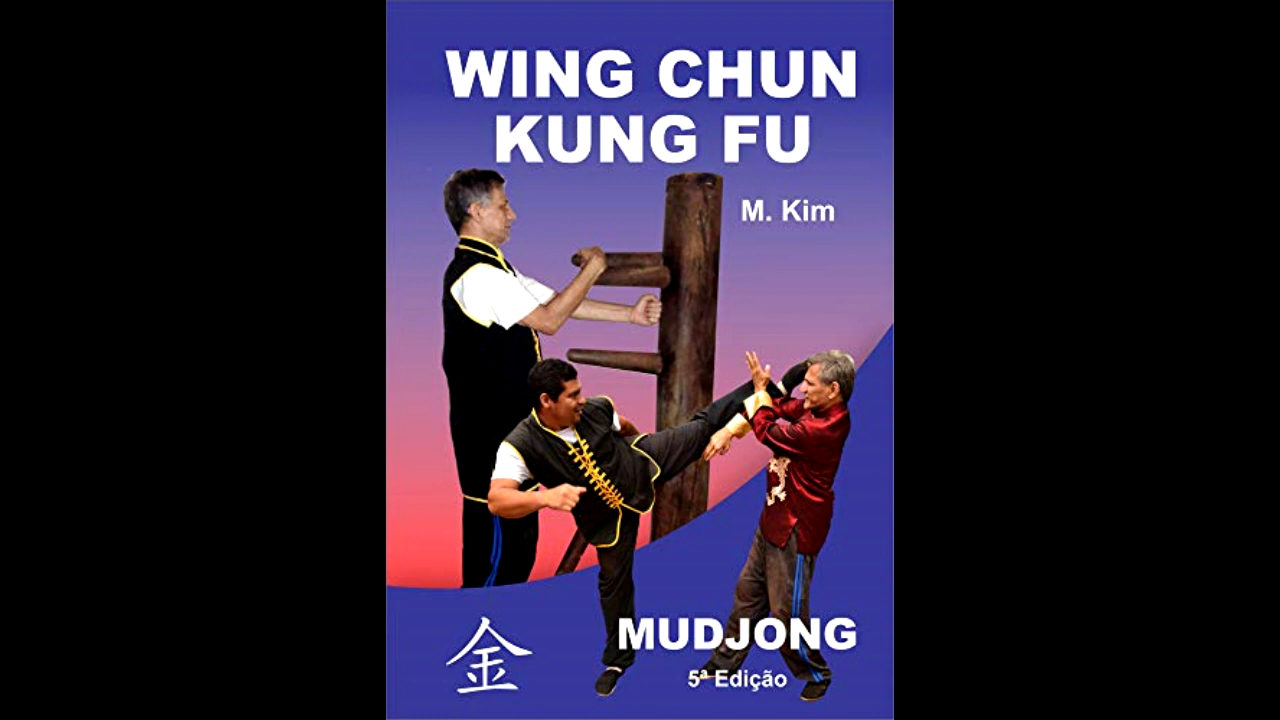 WING CHUN
KUNG FU
M. Kim
金
MUDJONG
5ª Edição